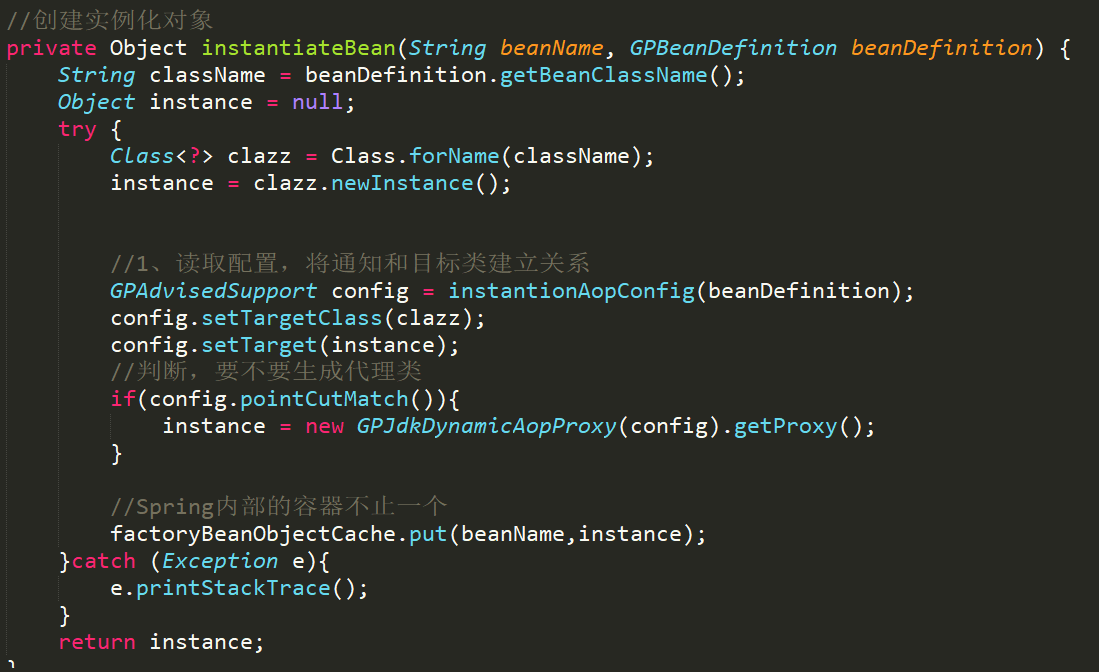 //创建实例化对象
private Object instantiateBean(String beanName, GPBeanDefinition beanDefinition) {
String className = beanDefinition.getBeanClassName();
Object instance = null;
try {
Class<?> clazz = Class.forName(className);
instance = clazz.newInstance();
//1、读取配置，将通知和目标类建立关系
GPAdvisedSupport config = instantionAopConfig(beanDefinition);
config.setTargetClass(clazz);
config.setTarget(instance);
//判断，要不要生成代理类
if(config.pointCutMatch()){
instance = new GPJdkDynamicAopProxy(config).getProxy();
}
//Spring内部的容器不止一个
factoryBeanObjectCache.put(beanName,instance);
}catch (Exception e){
e.printStackTrace();
}
return instance;
}